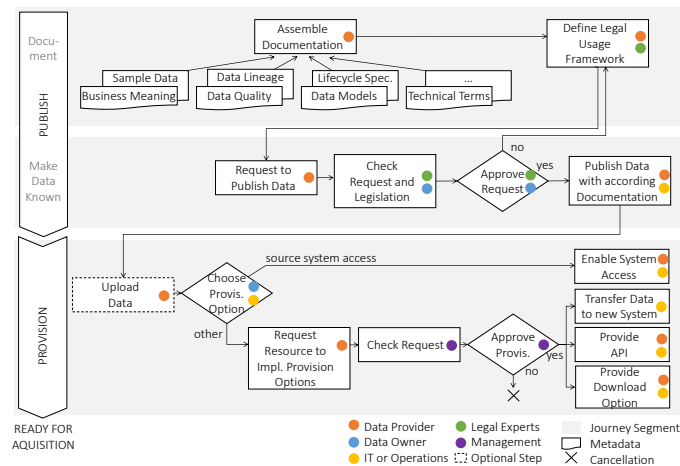 Docu-
ment
PUBLISH
Make
Data
Known
Assemble
Documentation
Define Legal
Usage
Framework
Sample Data
Business Meaning
Data Lineage
Data Quality
Lifecycle Spec.
Data Models
...
Technical Terms
no
Request to
Publish Data
Check
Request and
Legislation
Approve
Request
yes
Publish Data
with according
Documentation
PROVISION
source system access
Upload
Data
Choose
Provis.
Option
Enable System
Access
other
Request
Resource to
Impl. Provision
Options
Check Request
Approve
Provis.
yes
no
Transfer Data
to new System
Provide
API
Provide
Download
Option
READY FOR
AQUISITION
Data Provider
Data Owner
IT or Operations
Legal Experts
Management
Optional Step
Journey Segment
Metadata
Cancellation